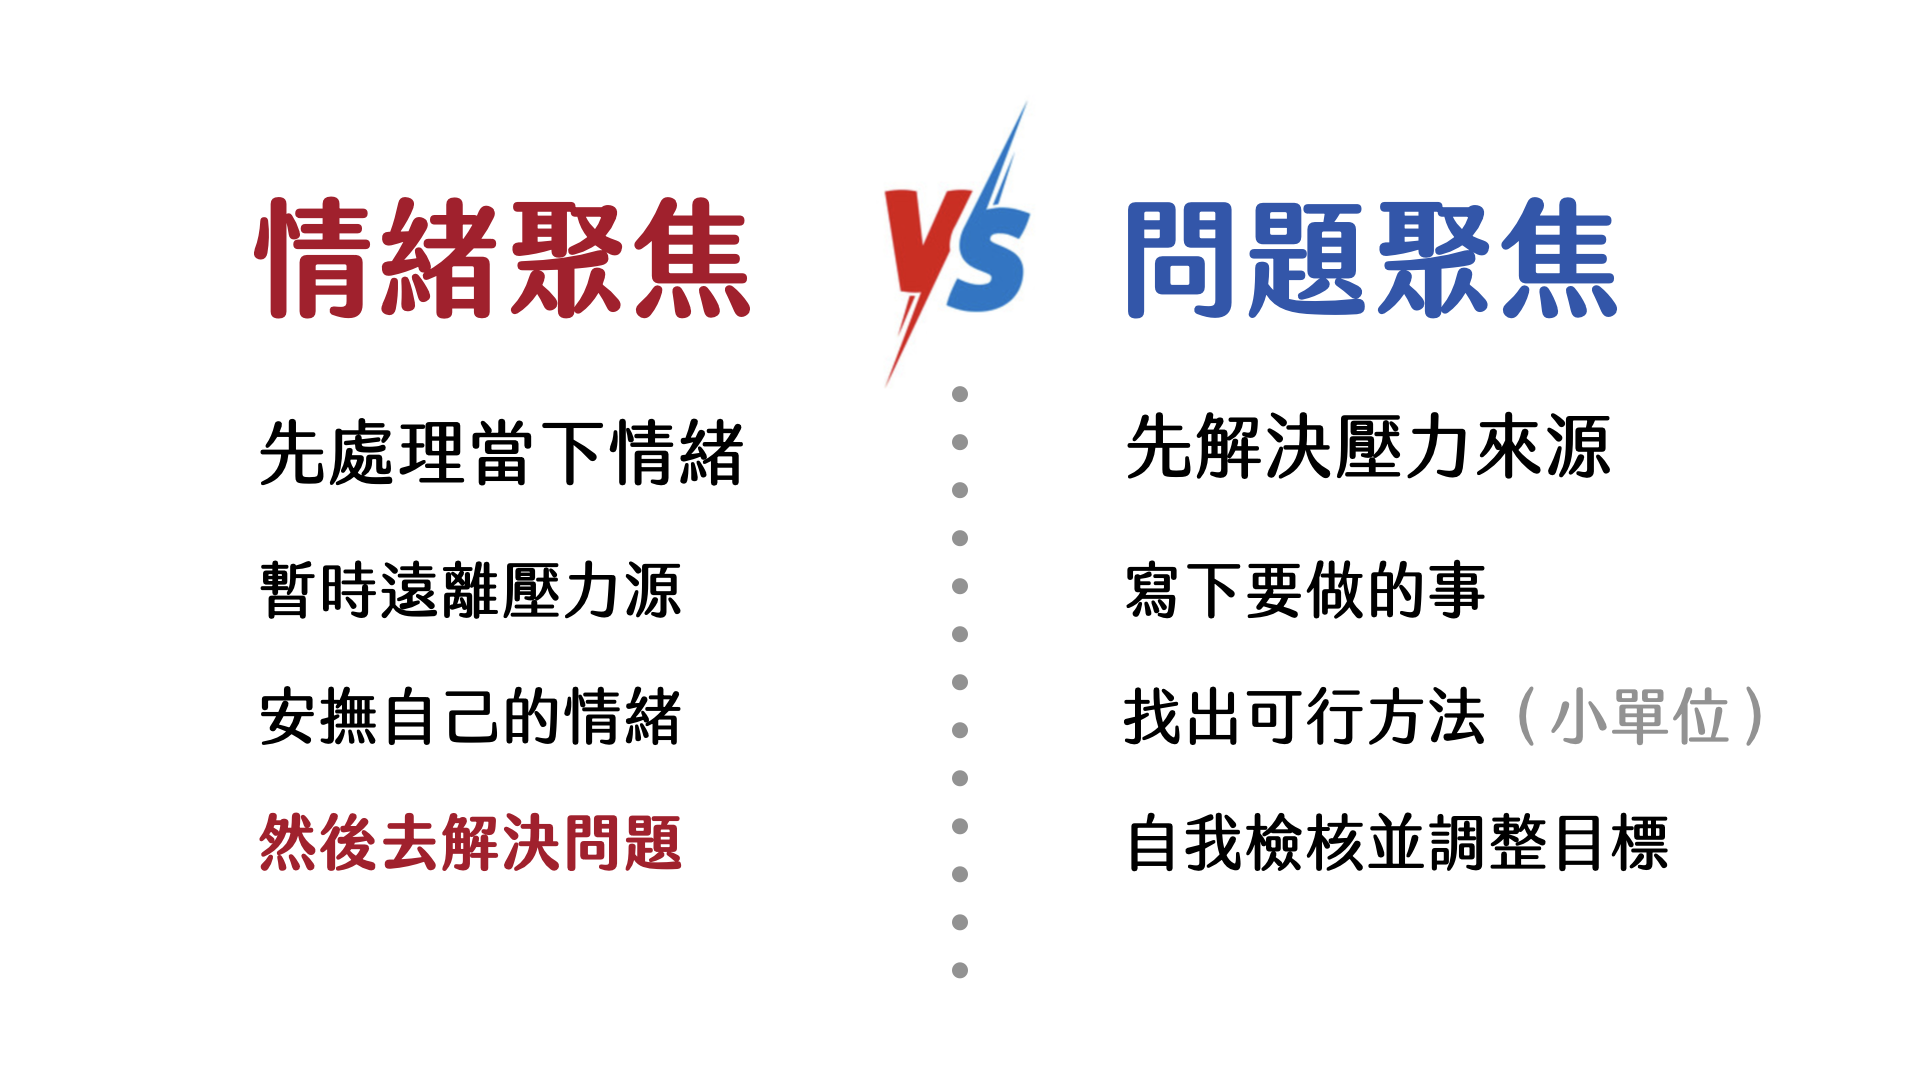 情緒聚焦
VS
問題聚焦
先處理當下情緒
暫時遠離壓力源
安撫自己的情緒
然後去解決問題
先解決壓力來源
寫下要做的事
找出可行方法（小單位）
自我檢核並調整目標